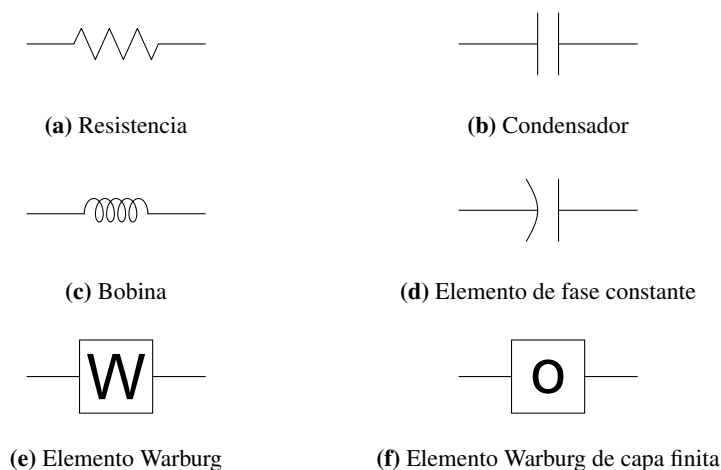 (a) Resistencia
(b) Condensador
(c) Bobina
(d) Elemento de fase constante
W
O
(e) Elemento Warburg
(f) Elemento Warburg de capa finita